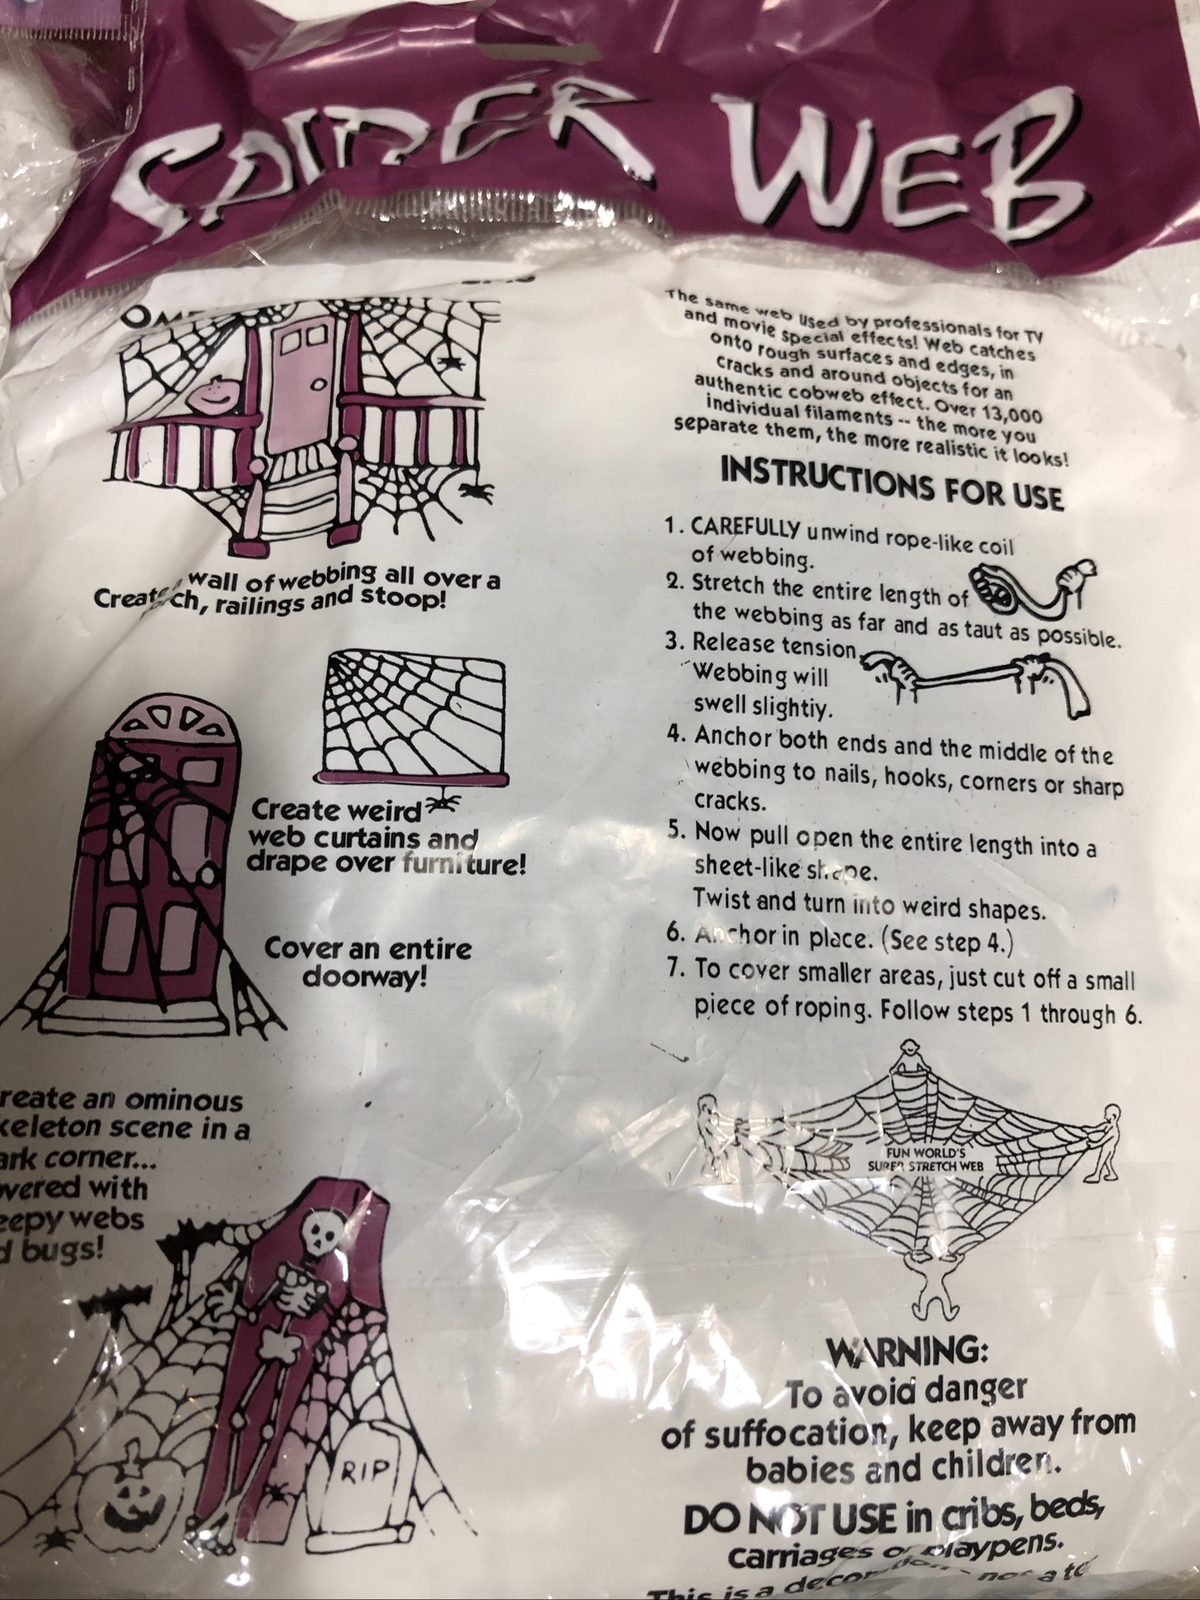 SPIDER WEB
The same web used by professionals for TV
and movie special effects! Web catches
onto rough surfaces and edges, in
cracks and around objects for an
authentic cobweb effect. Over 13,000
individual filaments -- the more you
separate them, the more realistic it looks!
INSTRUCTIONS FOR USE
1. CAREFULLY unwind rope-like coil
of webbing.
2. Stretch the entire length of
the webbing as far and as taut as possible.
3. Release tension.
Webbing will
swell slightly.
4. Anchor both ends and the middle of the
webbing to nails, hooks, corners or sharp
cracks.
5. Now pull open the entire length into a
sheet-like shape.
Twist and turn into weird shapes.
6. Anchor in place. (See step 4.)
7. To cover smaller areas, just cut off a small
piece of roping. Follow steps 1 through 6.
FUN WORLD'S
SUPER STRETCH WEB
WARNING:
To avoid danger
of suffocation, keep away from
babies and children.
DO NOT USE in cribs, beds,
carriages or playpens.
This is a
wall of webbing all over a
railings and stoop!
Create weird
web curtains and
drape over furniture!
Cover an entire
doorway!
reate an ominous
keleton scene in a
ark corner...
overed with
eepy webs
d bugs!
RIP